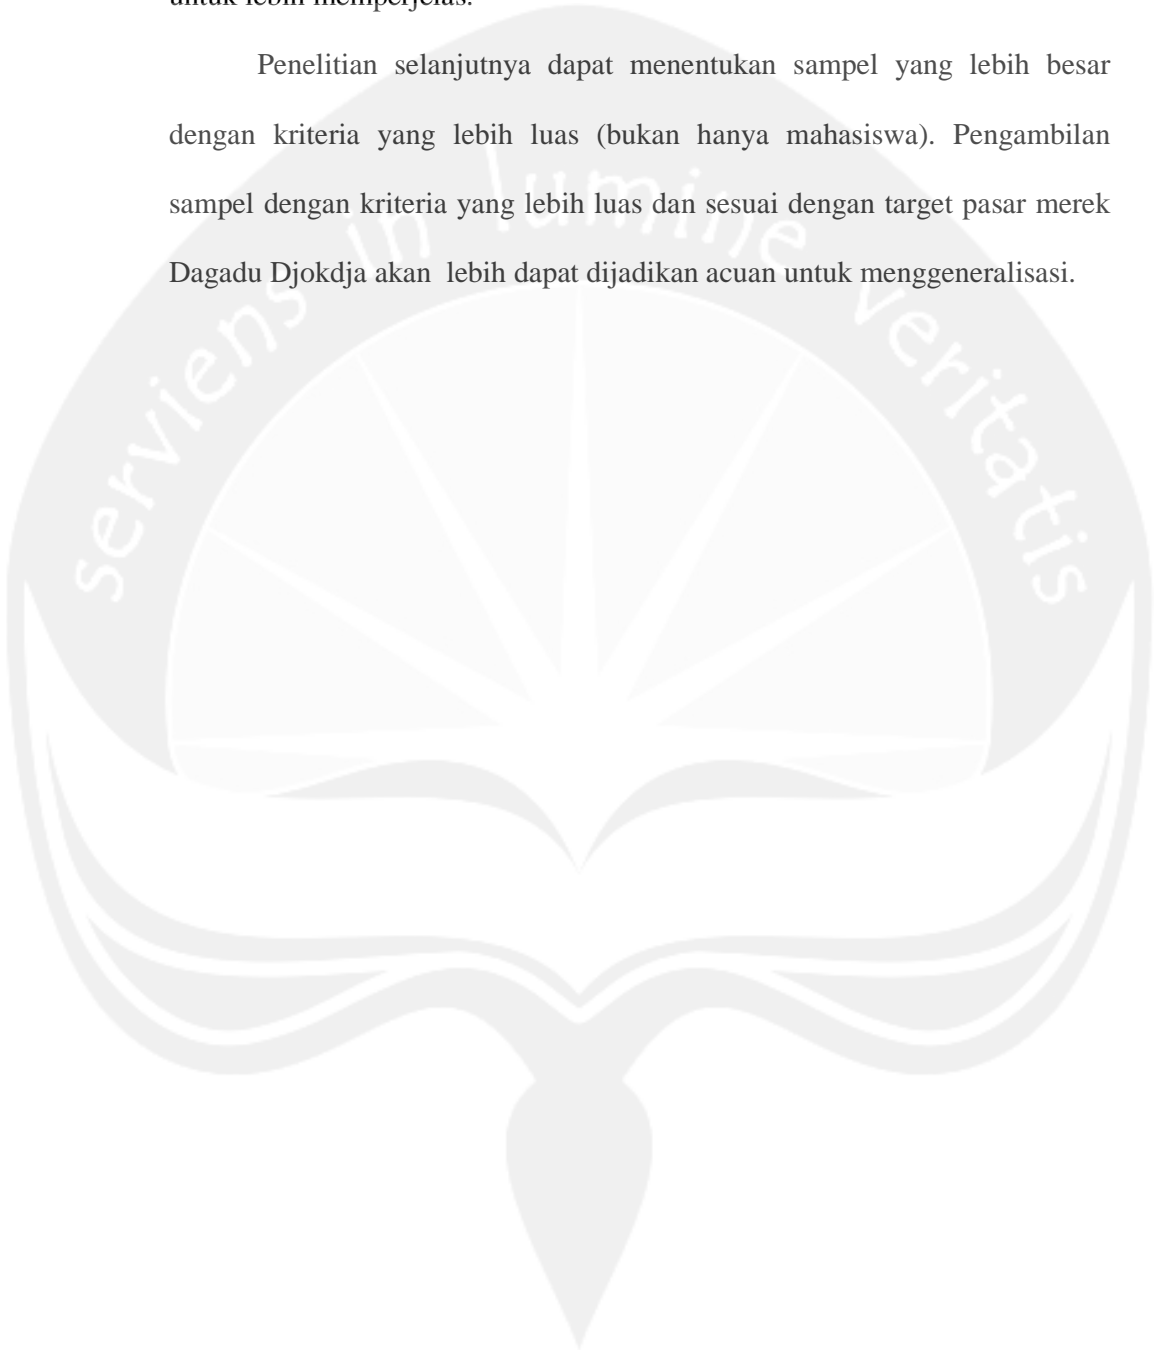 untuk lebih memperjelas.
Penelitian selanjutnya dapat menentukan sampel yang lebih besar
dengan kriteria yang lebih luas (bukan hanya mahasiswa). Pengambilan
sampel dengan kriteria yang lebih luas dan sesuai dengan target pasar merek
Dagadu Djokdja akan  lebih dapat dijadikan acuan untuk menggeneralisasi.
serviens in lumine veritatis